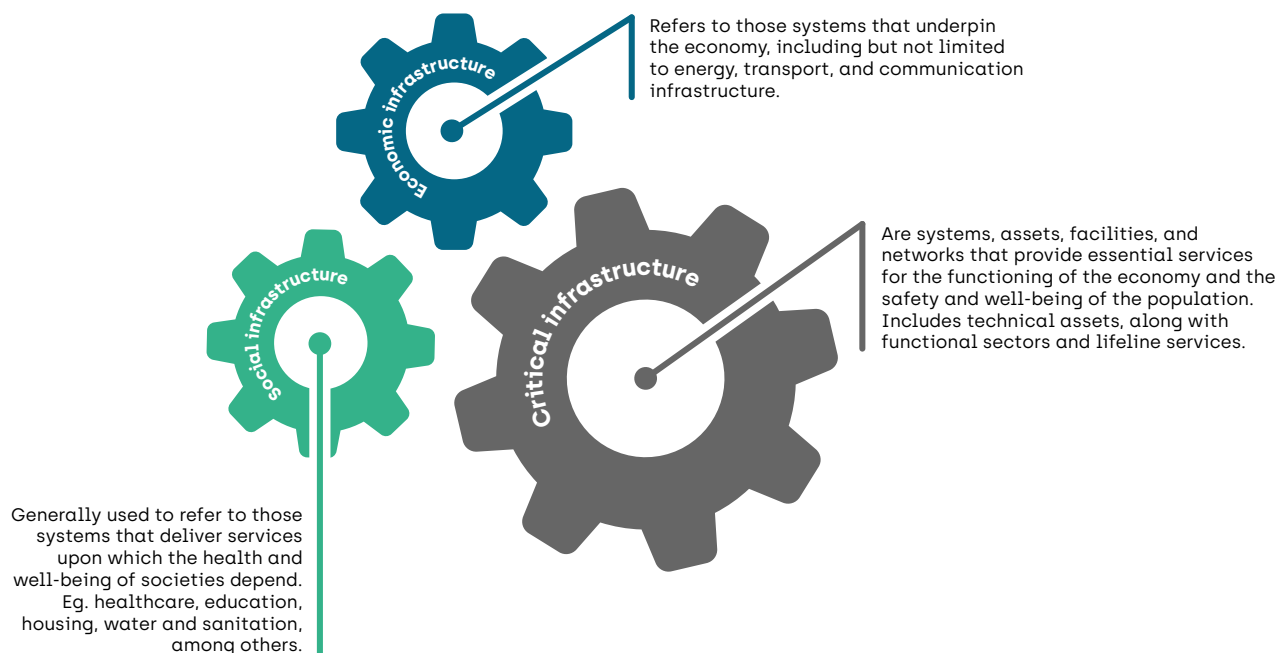 Economic infrastructure
Refers to those systems that underpin
the economy, including but not limited
to energy, transport, and communication
infrastructure.
Critical infrastructure
Are systems, assets, facilities, and
networks that provide essential services
for the functioning of the economy and the
safety and well-being of the population.
Includes technical assets, along with
functional sectors and lifeline services.
Social infrastructure
Generally used to refer to those
systems that deliver services
upon which the health and
well-being of societies depend.
Eg. healthcare, education,
housing, water and sanitation,
among others.